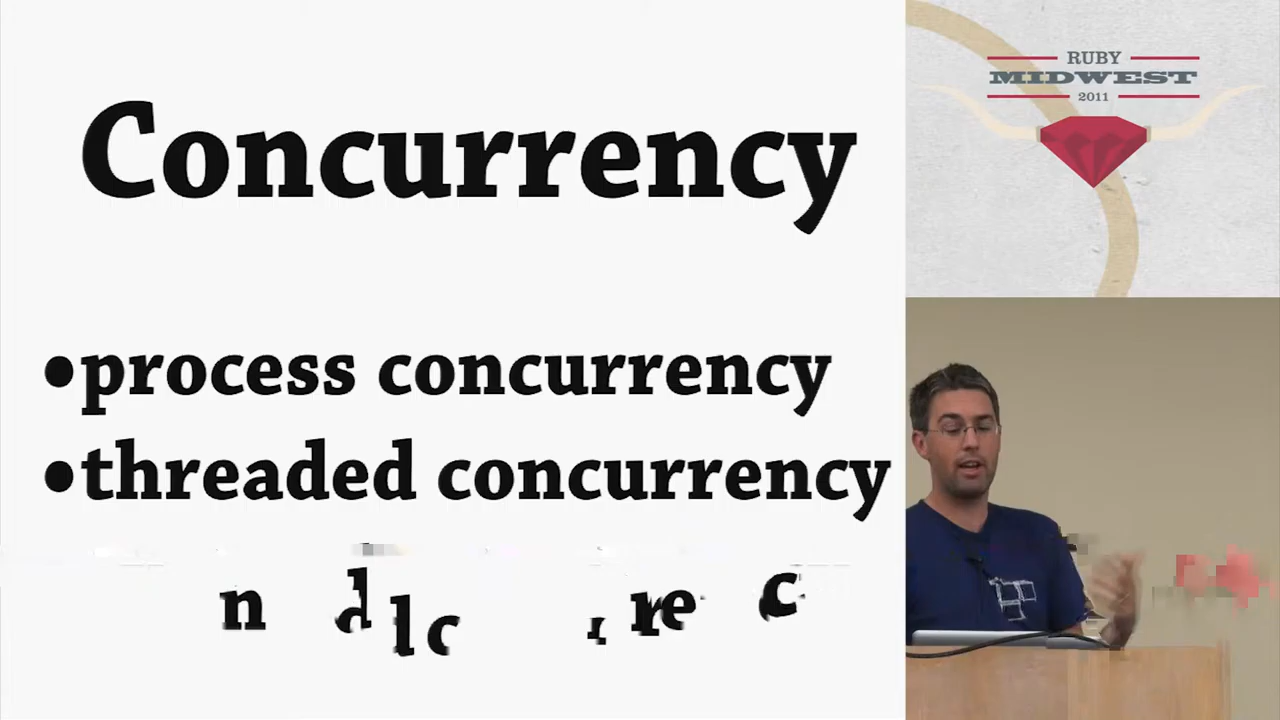 Concurrency
•process concurrency
•threaded concurrency
RUBY
MIDWEST
2011